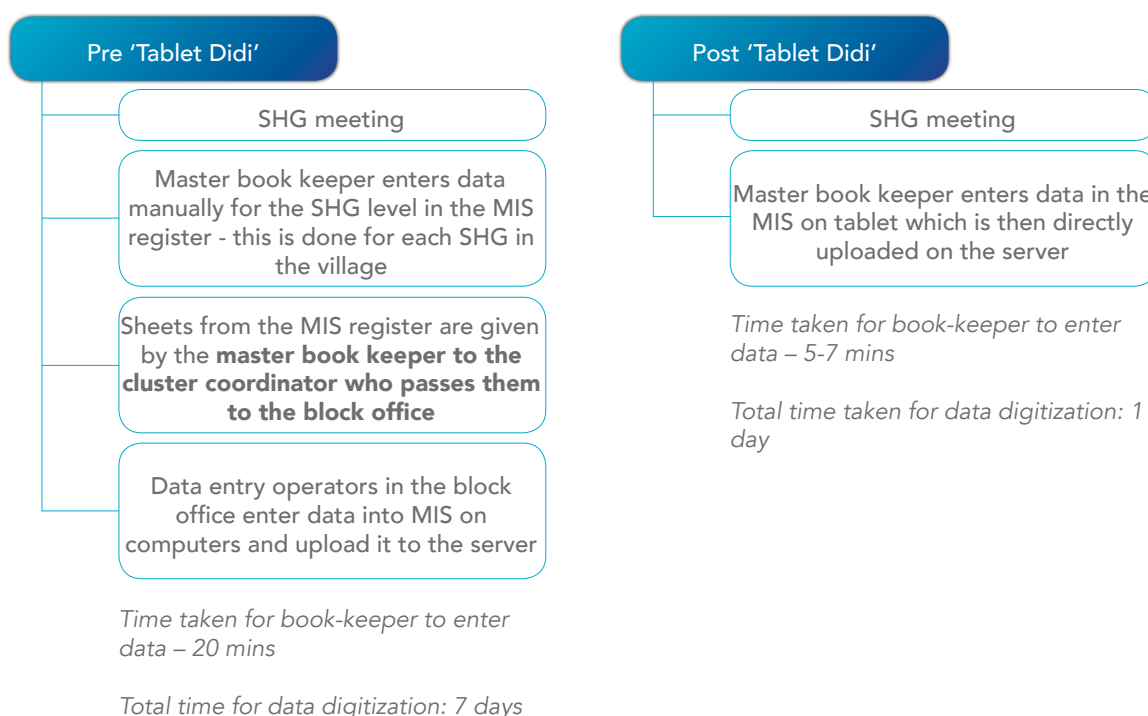 Pre ‘Tablet Didi’
SHG meeting
Master book keeper enters data
manually for the SHG level in the MIS
register - this is done for each SHG in
the village
Sheets from the MIS register are given
by the master book keeper to the
cluster coordinator who passes them
to the block office
Data entry operators in the block
office enter data into MIS on
computers and upload it to the server
Time taken for book-keeper to enter
data – 20 mins
Total time for data digitization: 7 days
Post ‘Tablet Didi’
SHG meeting
Master book keeper enters data in the
MIS on tablet which is then directly
uploaded on the server
Time taken for book-keeper to enter
data – 5-7 mins
Total time taken for data digitization: 1
day